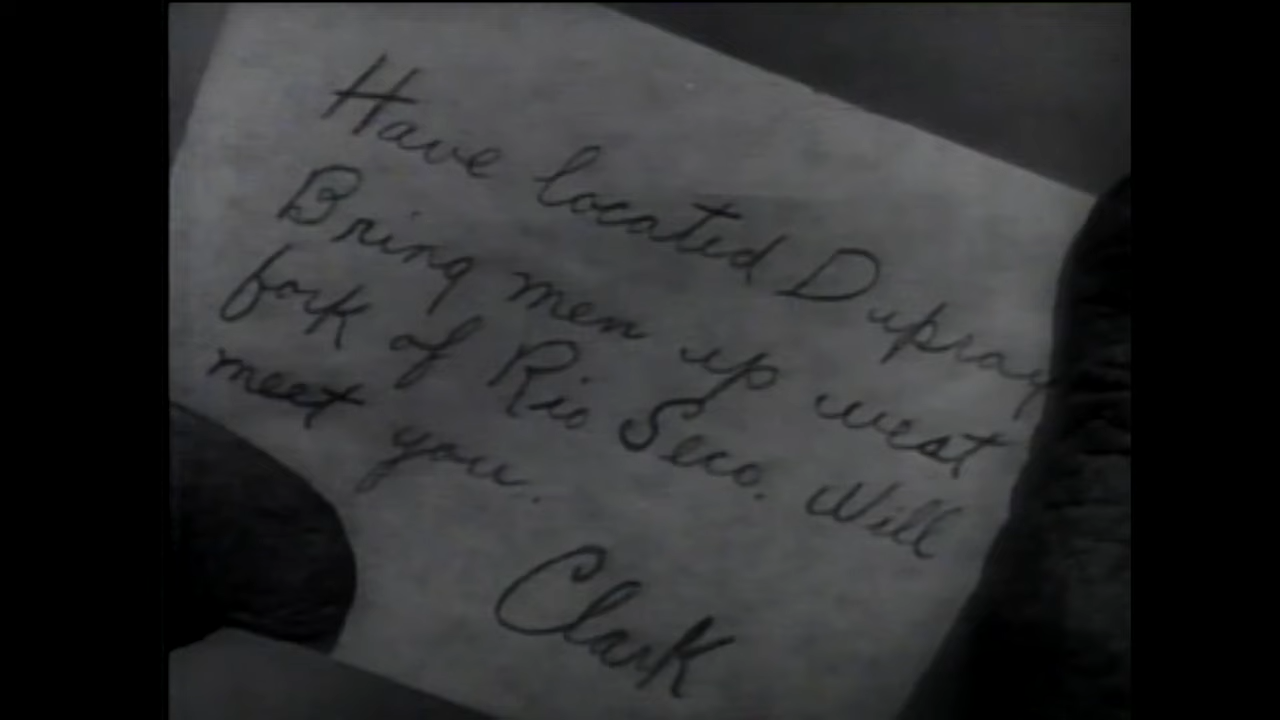 Have located Dupray
Bring men up west
fork of Rio Seco. Will
meet you.
Clark